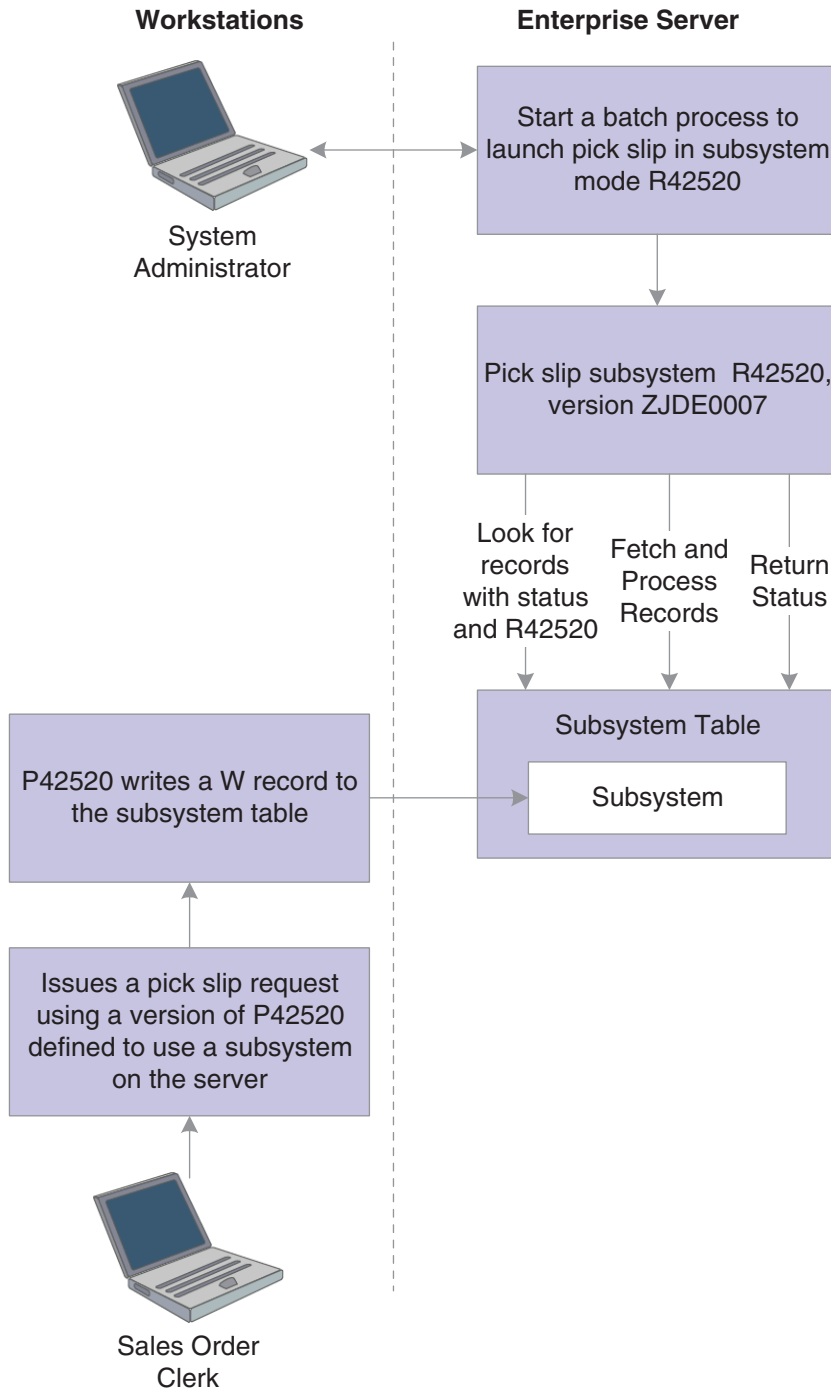 Workstations
Enterprise Server
Start a batch process to
launch pick slip in subsystem
mode R42520
System
Administrator
Pick slip subsystem R42520,
version ZJDE0007
Look for
records
with status
and R42520
Fetch and
Process
Records
Return
Status
Subsystem Table
Subsystem
P42520 writes a W record to
the subsystem table
Issues a pick slip request
using a version of P42520
defined to use a subsystem
on the server
Sales Order
Clerk